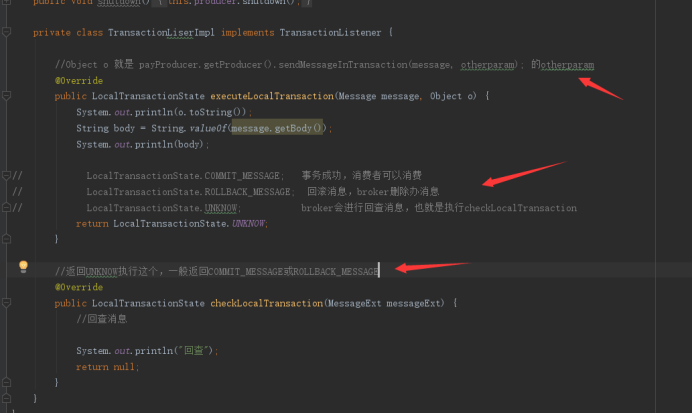 public void shutdown() { this.producer.shutdown(); }
private class TransactionLiserImpl implements TransactionListener {
//Object o 就是 payProducer.getProducer().sendMessageInTransaction(message, otherparam); 的otherparam
@Override
public LocalTransactionState executeLocalTransaction(Message message, Object o) {
System.out.println(o.toString());
String body = String.valueOf(message.getBody());
System.out.println(body);
// LocalTransactionState.COMMIT_MESSAGE; 事务成功，消费者可以消费
// LocalTransactionState.ROLLBACK_MESSAGE; 回滚消息，broker删除办消息
// LocalTransactionState.UNKNOW; broker会进行回查消息，也就是执行checkLocalTransaction
return LocalTransactionState.UNKNOW;
}
//返回UNKNOW执行这个，一般返回COMMIT_MESSAGE或ROLLBACK_MESSAGE
@Override
public LocalTransactionState checkLocalTransaction(MessageExt messageExt) {
//回查消息
System.out.println("回查");
return null;
}
}